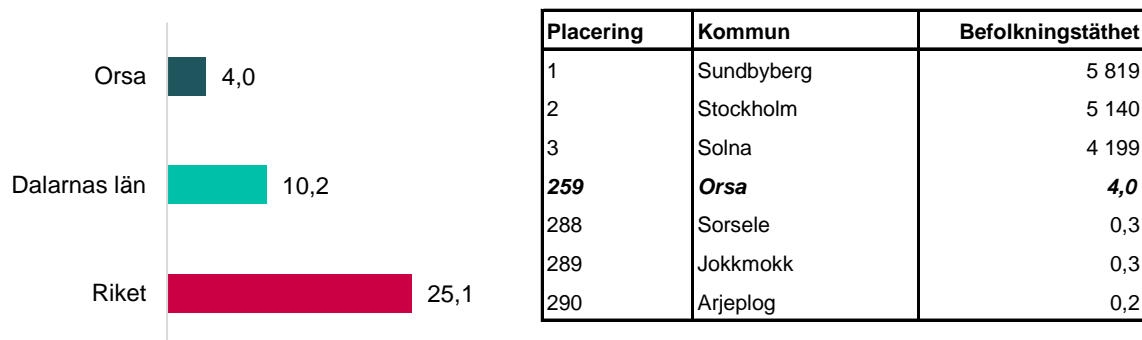 Orsa 4,0
Dalarnas län 10,2
Riket 25,1
Placering Kommun Befolkningstäthet
1 Sundbyberg 5 819
2 Stockholm 5 140
3 Solna 4 199
259 Orsa 4,0
288 Sorsele 0,3
289 Jokkmokk 0,3
290 Arjeplog 0,2